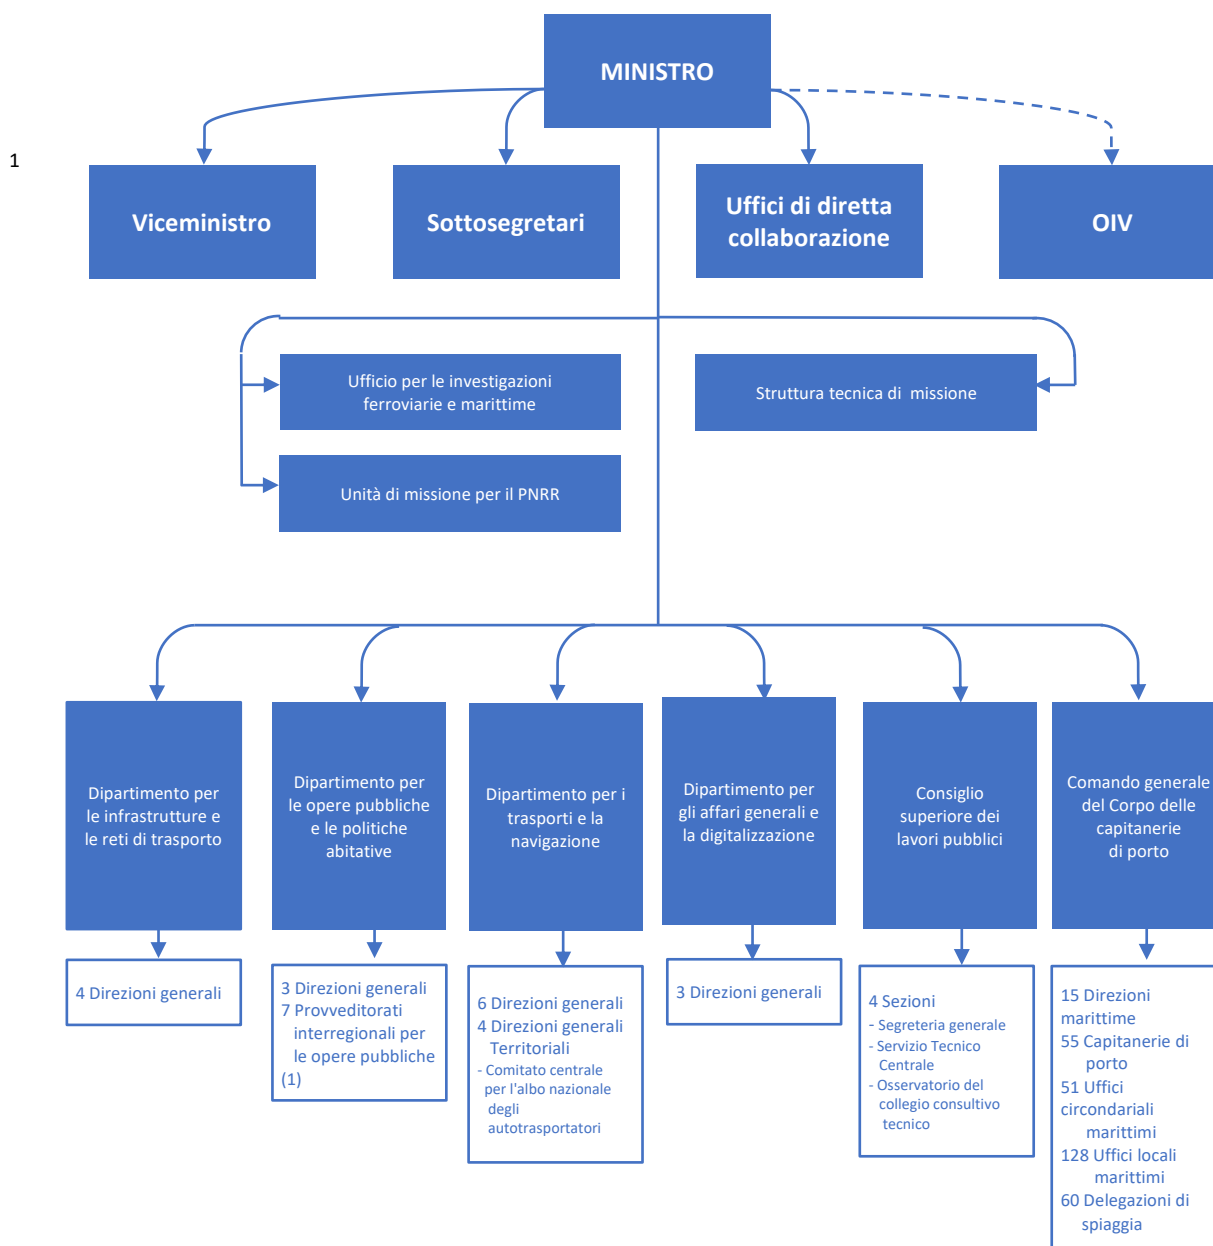 MINISTRO
1
Viceministro
Sottosegretari
Uffici di diretta
collaborazione
OIV
Ufficio per le investigazioni
ferroviarie e marittime
Struttura tecnica di missione
Unità di missione per il PNRR
Dipartimento per
le infrastrutture e
le reti di trasporto
Dipartimento per
le opere pubbliche
e le politiche
abitative
Dipartimento per i
trasporti e la
navigazione
Dipartimento per
gli affari generali e
la digitalizzazione
Consiglio
superiore dei
lavori pubblici
Comando generale
del Corpo delle
capitanerie
di porto
4 Direzioni generali
3 Direzioni generali
7 Provveditorati
interregionali per
le opere pubbliche
(1)
6 Direzioni generali
4 Direzioni generali
Territoriali
- Comitato centrale
per l'albo nazionale
degli
autotrasportatori
3 Direzioni generali
4 Sezioni
- Segreteria generale
- Servizio Tecnico
Centrale
- Osservatorio del
collegio consultivo
tecnico
15 Direzioni
marittime
55 Capitanerie di
porto
51 Uffici
circondariali
marittimi
128 Uffici locali
marittimi
60 Delegazioni di
spiaggia